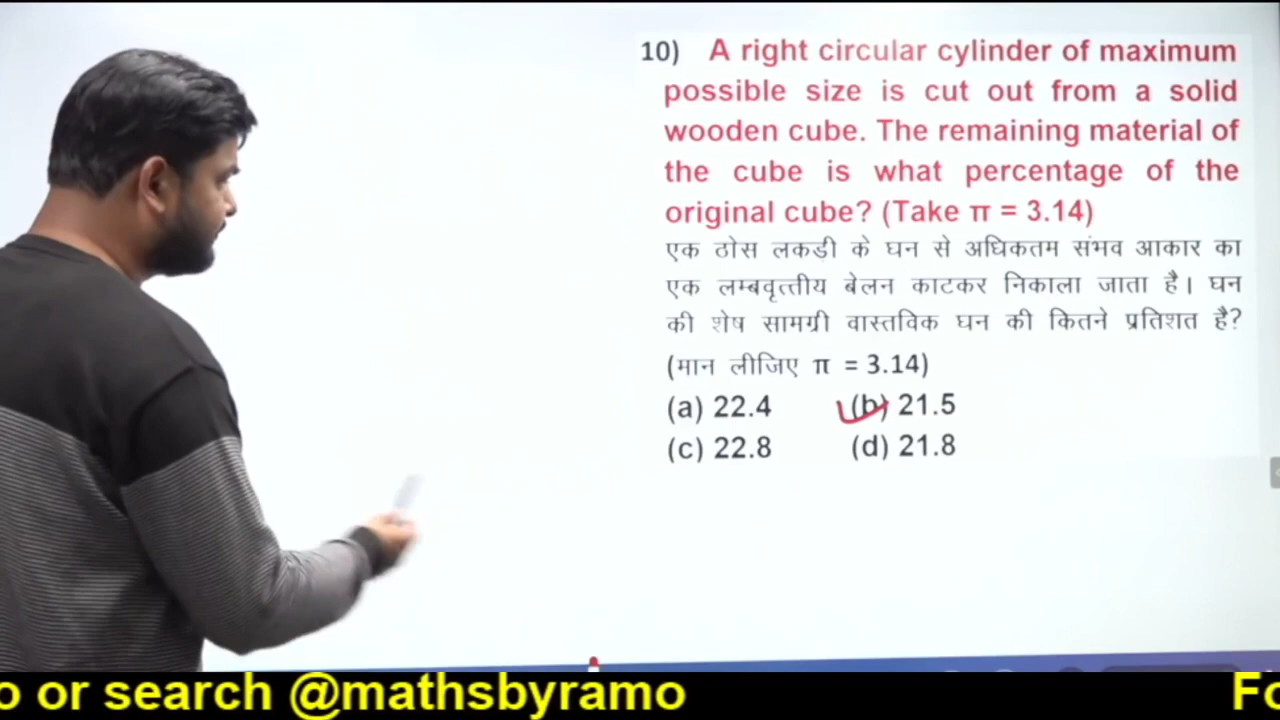 10) A right circular cylinder of maximum
possible size is cut out from a solid
wooden cube. The remaining material of
the cube is what percentage of the
original cube? (Take π = 3.14)
एक ठोस लकडी के घन से अधिकतम संभव आकार का
एक लम्बवृत्तीय बेलन काटकर निकाला जाता है। घन
की शेष सामग्री वास्तविक घन की कितने प्रतिशत है?
(मान लीजिए π = 3.14)
(a) 22.4 (b) 21.5
(c) 22.8 (d) 21.8
o or search @mathsbyramo Fo